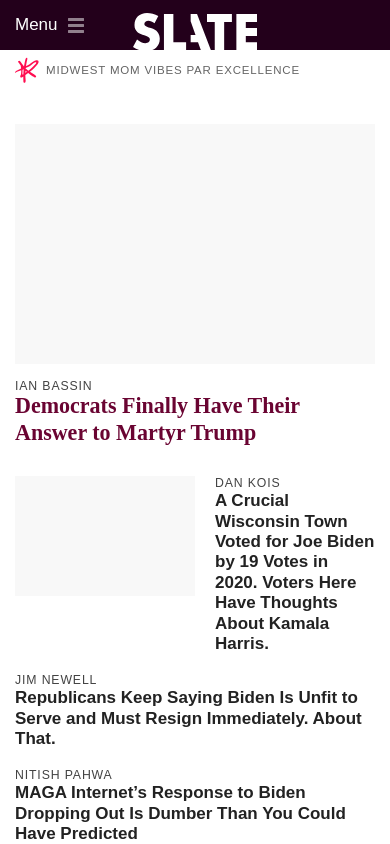 Menu
SLATE
MIDWEST MOM VIBES PAR EXCELLENCE
IAN BASSIN
Democrats Finally Have Their
Answer to Martyr Trump
DAN KOIS
A Crucial
Wisconsin Town
Voted for Joe Biden
by 19 Votes in
2020. Voters Here
Have Thoughts
About Kamala
Harris.
JIM NEWELL
Republicans Keep Saying Biden Is Unfit to
Serve and Must Resign Immediately. About
That.
NITISH PAHWA
MAGA Internet’s Response to Biden
Dropping Out Is Dumber Than You Could
Have Predicted